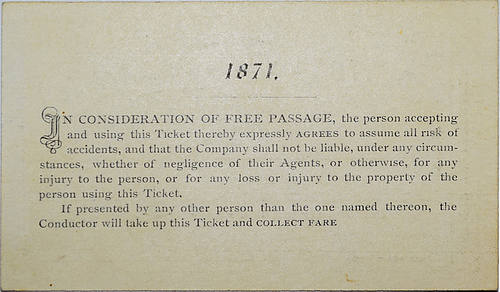 1871.
IN CONSIDERATION OF FREE PASSAGE, the person accepting
and using this Ticket thereby expressly AGREES to assume all risk of
accidents, and that the Company shall not be liable, under any circum-
stances, whether of negligence of their Agents, or otherwise, for any
injury to the person, or for any loss or injury to the property of the
person using this Ticket.
If presented by any other person than the one named thereon, the
Conductor will take up this Ticket and COLLECT FARE